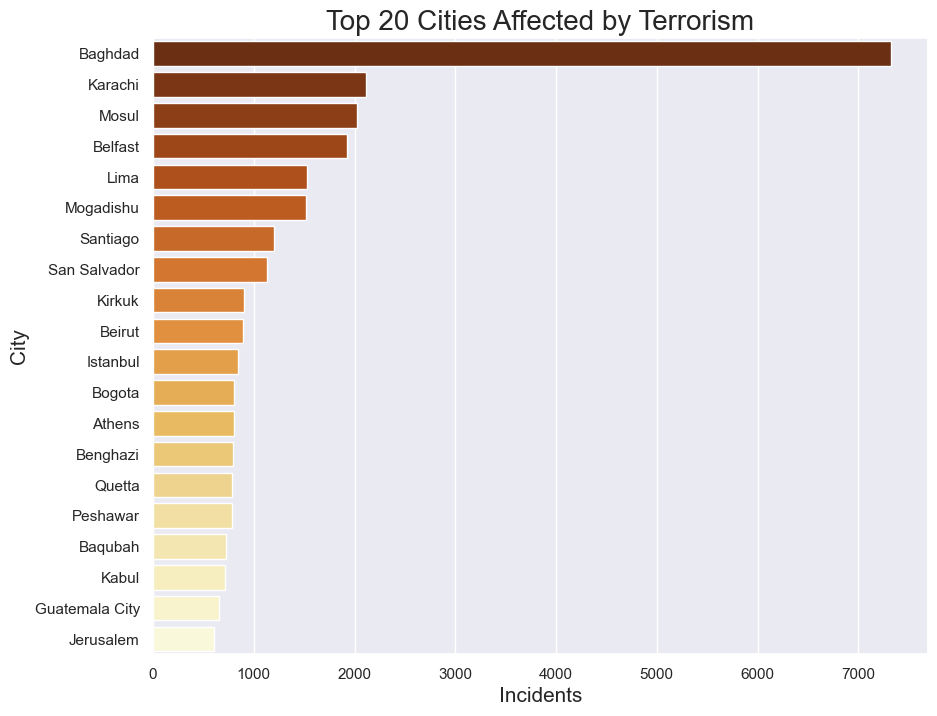 Top 20 Cities Affected by Terrorism
City
Baghdad
Karachi
Mosul
Belfast
Lima
Mogadishu
Santiago
San Salvador
Kirkuk
Beirut
Istanbul
Bogota
Athens
Benghazi
Quetta
Peshawar
Baqubah
Kabul
Guatemala City
Jerusalem
0 1000 2000 3000 4000 5000 6000 7000
Incidents